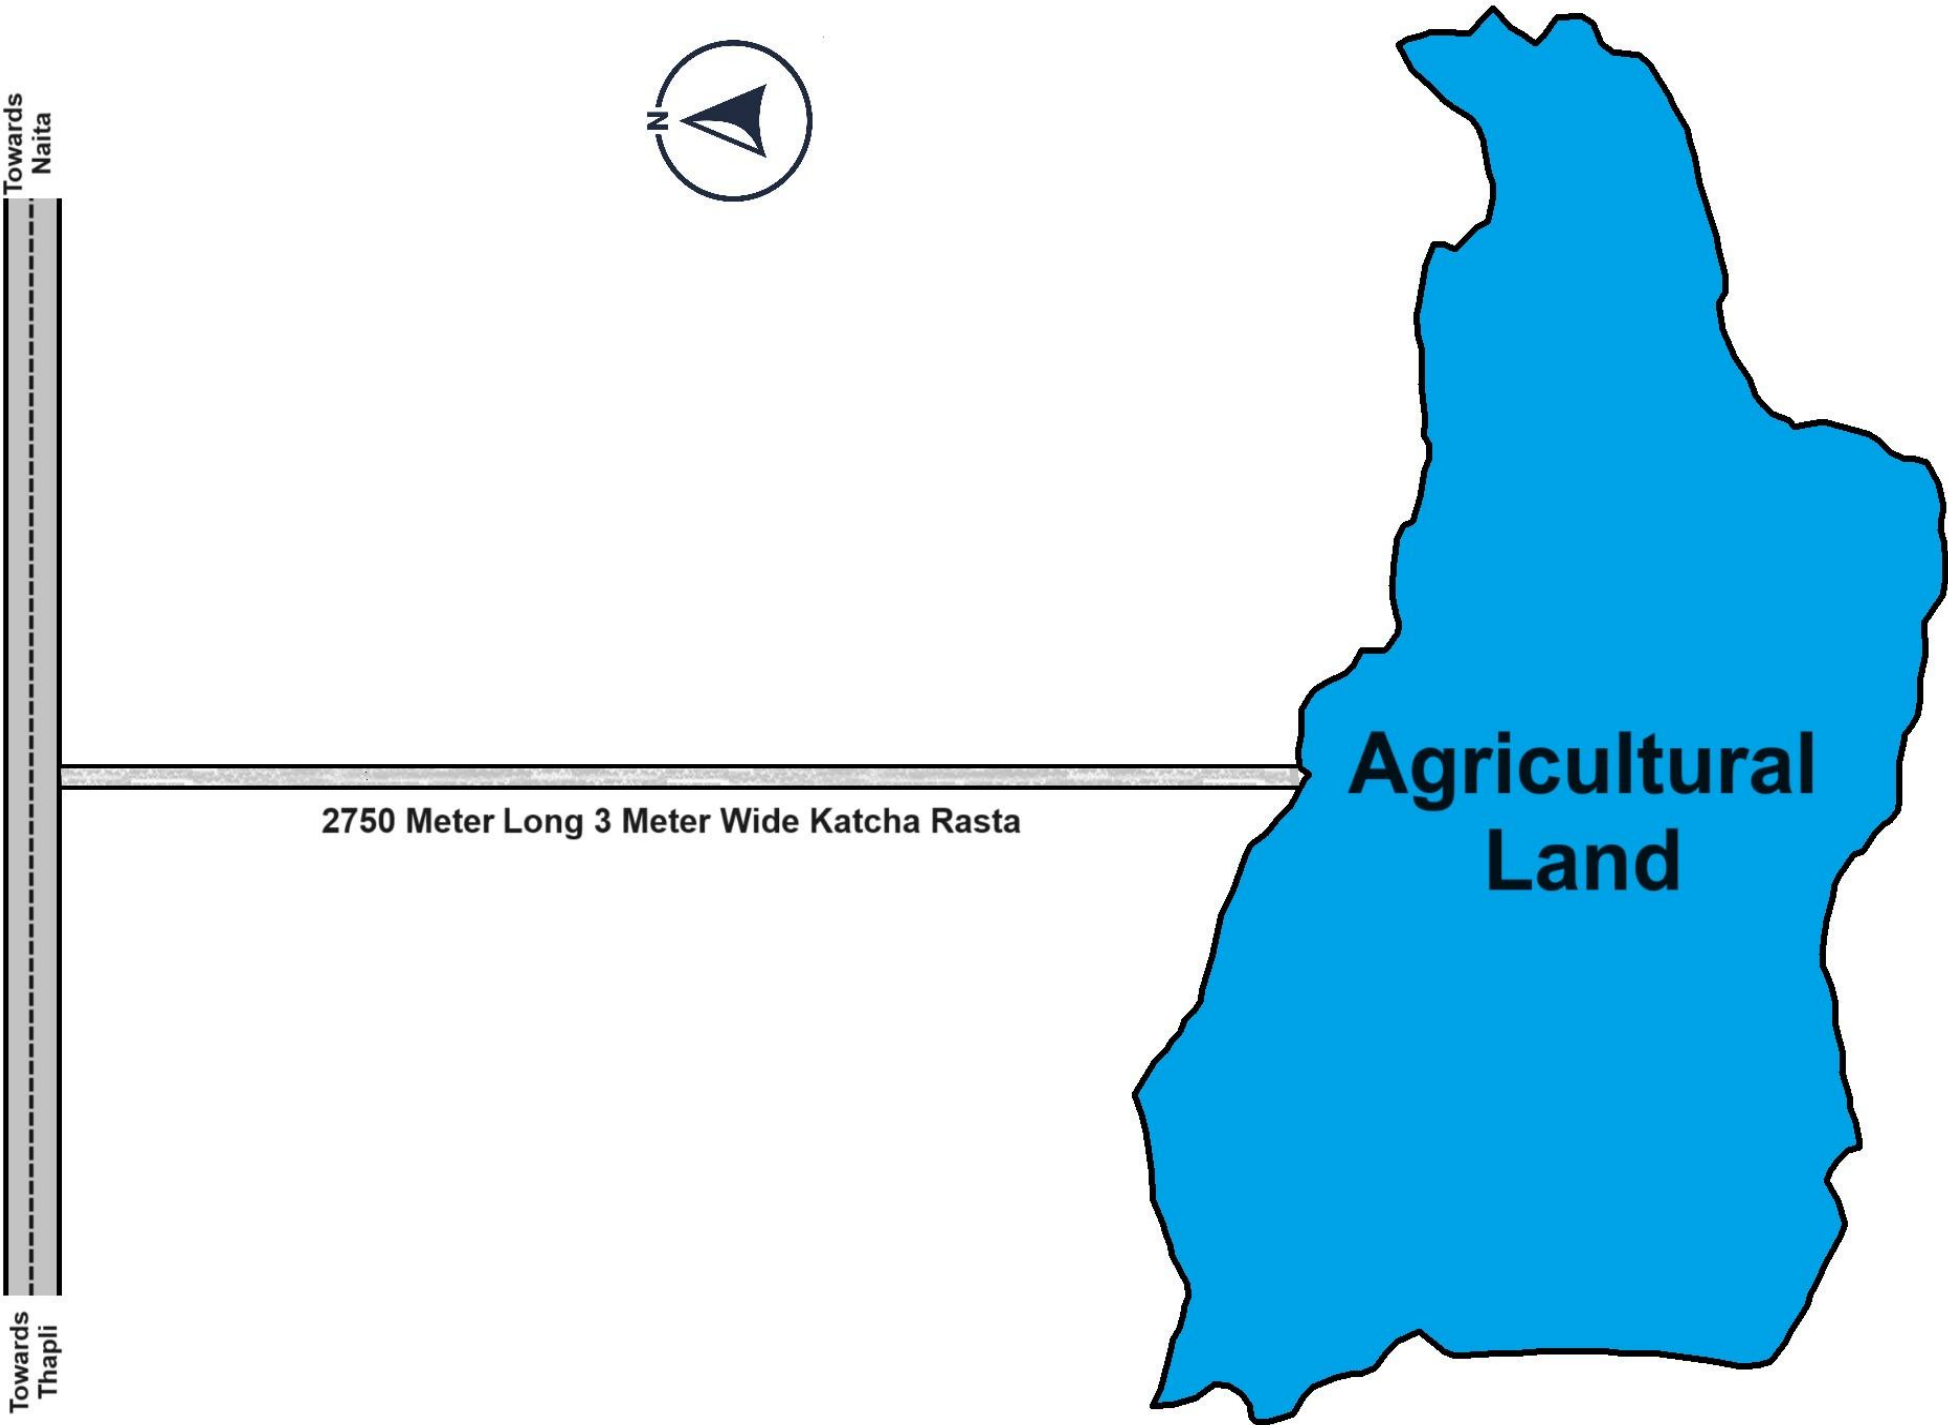 Towards
Naita
N
2750 Meter Long 3 Meter Wide Katcha Rasta
Agricultural
Land
Towards
Thapli